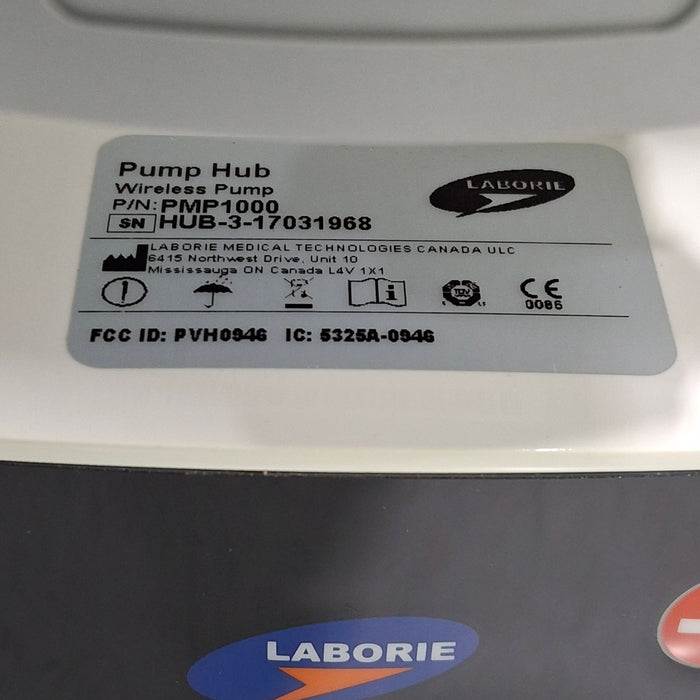 Pump Hub
Wireless Pump
P/N: PMP1000
SN HUB-3-17031968
LABORIE
LABORIE MEDICAL TECHNOLOGIES CANADA ULC
6415 Northwest Drive, Unit 10
Mississauga ON Canada L4V 1X1
i
TÜV
CE
0086
FCC ID: PVH0946 IC: 5325A-0946
LABORIE